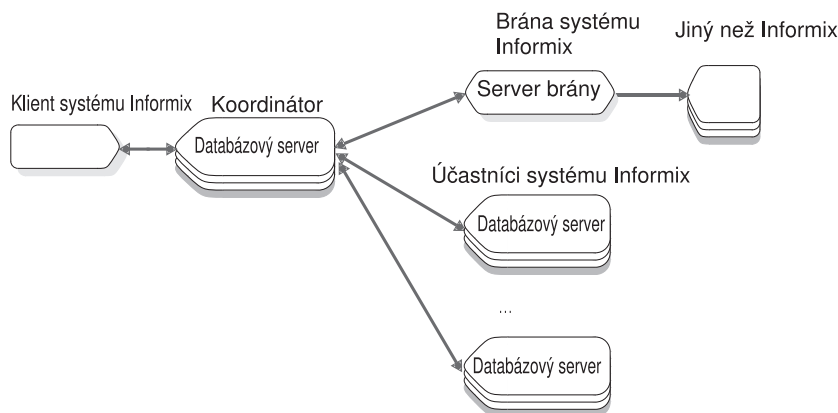 Brána systému
Informix
Jiný než Informix
Klient systému Informix
Koordinátor
Server brány
Databázový server
Účastníci systému Informix
Databázový server
...
Databázový server